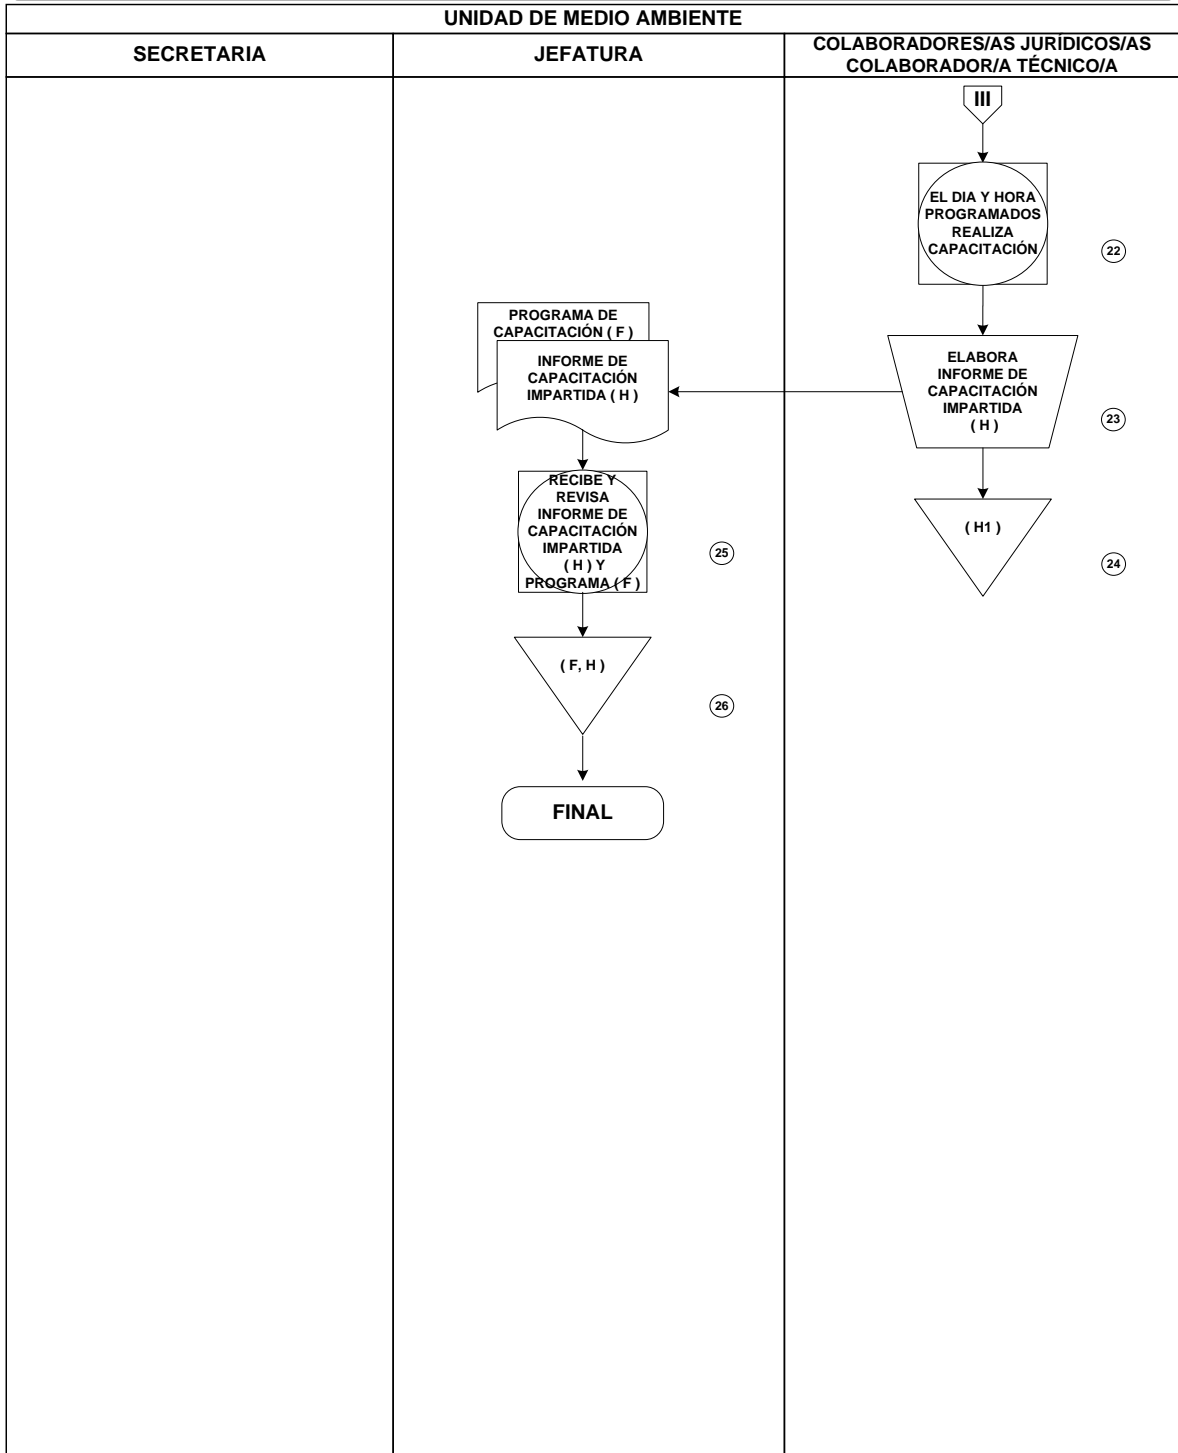 UNIDAD DE MEDIO AMBIENTE
SECRETARIA
JEFATURA
COLABORADORES/AS JURÍDICOS/AS
COLABORADOR/A TÉCNICO/A
III
EL DIA Y HORA
PROGRAMADOS
REALIZA
CAPACITACIÓN
22
PROGRAMA DE
CAPACITACIÓN ( F )
INFORME DE
CAPACITACIÓN
IMPARTIDA ( H )
ELABORA
INFORME DE
CAPACITACIÓN
IMPARTIDA
( H )
23
RECIBE Y
REVISA
INFORME DE
CAPACITACIÓN
IMPARTIDA
( H ) Y
PROGRAMA ( F )
25
( H1 )
24
( F, H )
26
FINAL